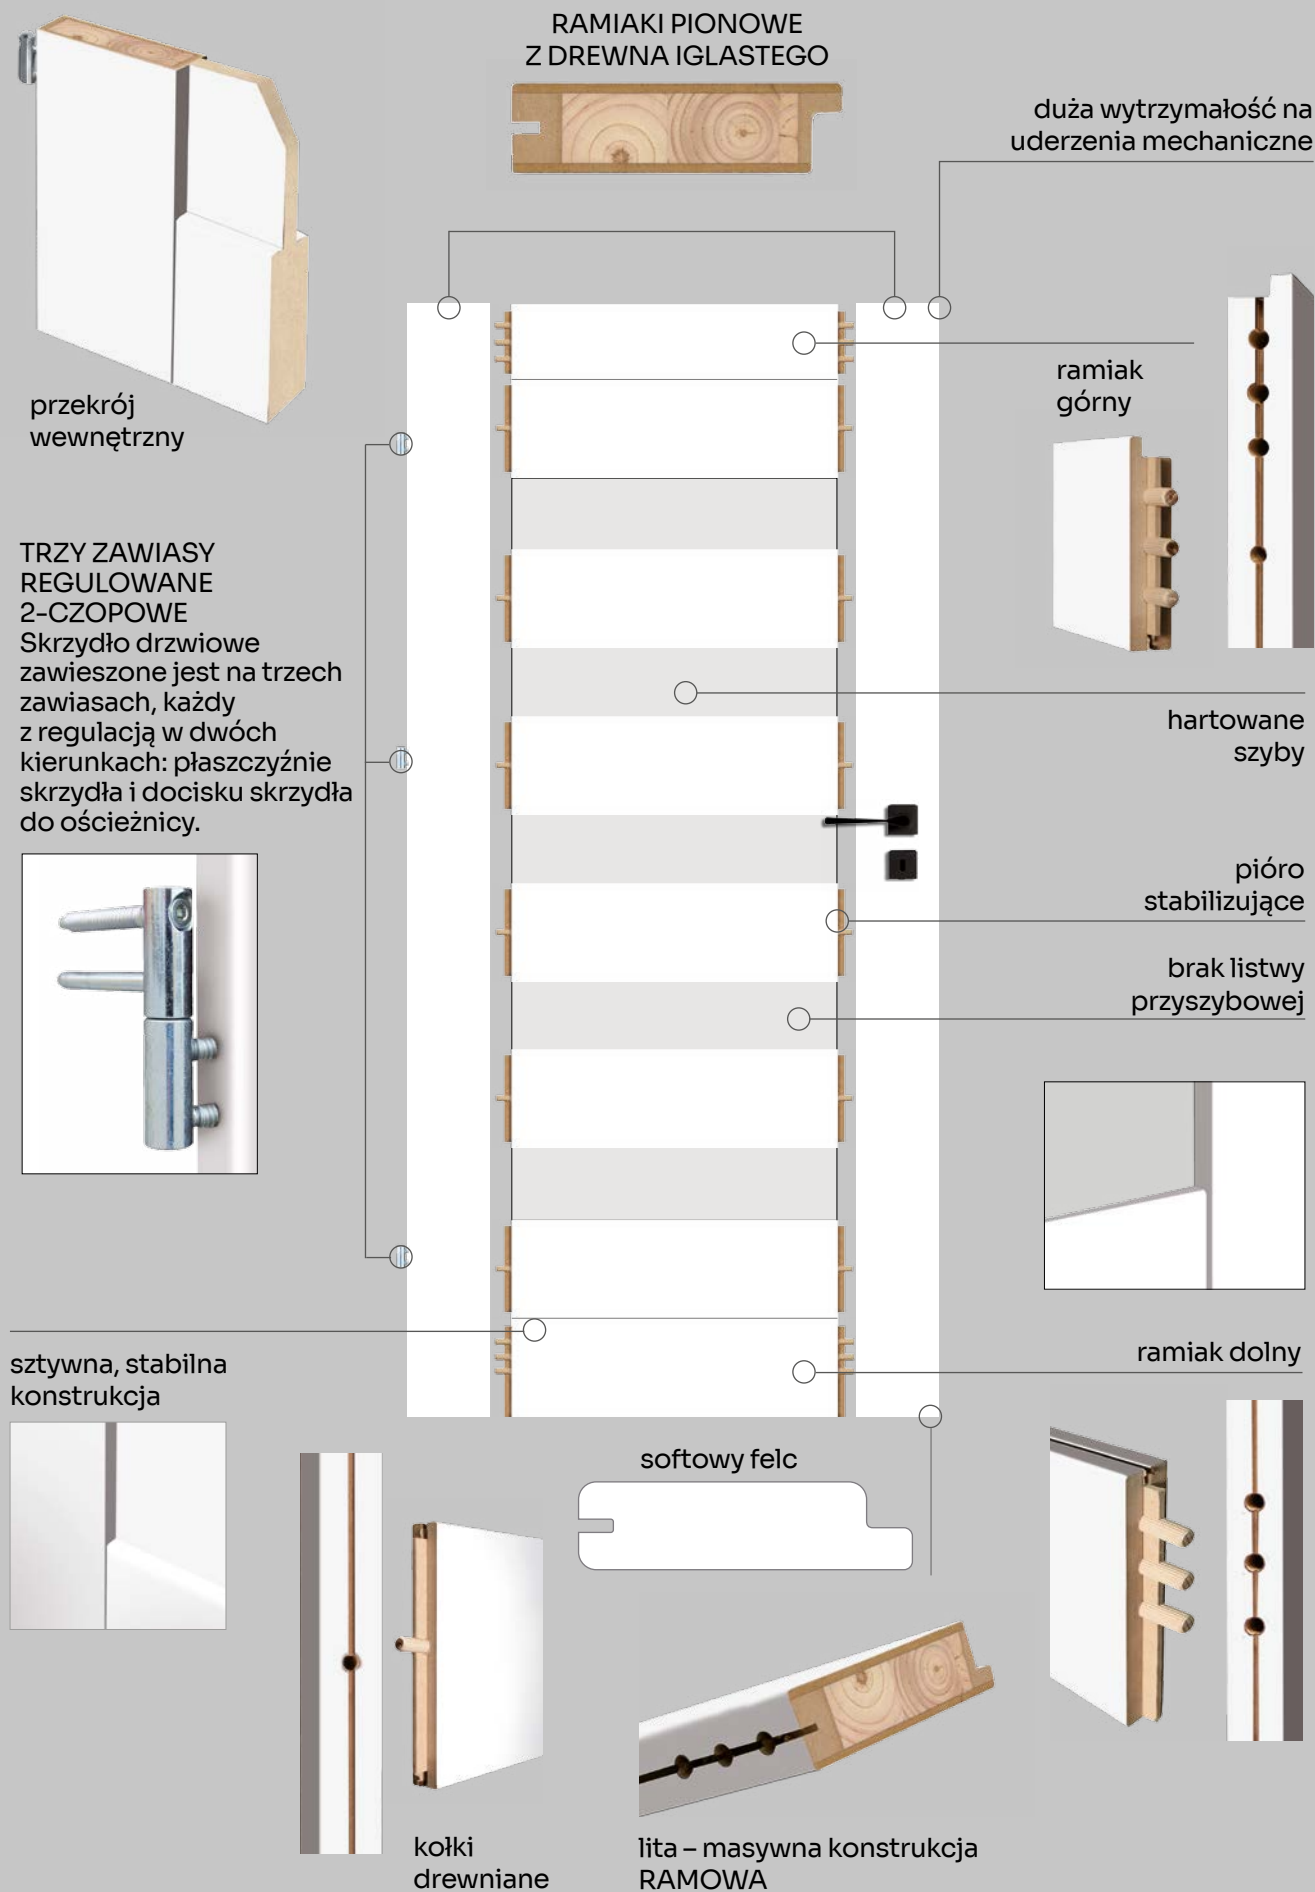 RAMIAKI PIONOWE
Z DREWNA IGLASTEGO
duża wytrzymałość na
uderzenia mechaniczne
przekrój
wewnętrzny
ramiak
górny
TRZY ZAWIASY
REGULOWANE
2-CZOPOWE
Skrzydło drzwiowe
zawieszone jest na trzech
zawiasach, każdy
z regulacją w dwóch
kierunkach: płaszczyźnie
skrzydła i docisku skrzydła
do ościeżnicy.
hartowane
szyby
pióro
stabilizujące
brak listwy
przyszybowej
sztywna, stabilna
konstrukcja
ramiak dolny
softowy felc
kołki
drewniane
lita – masywna konstrukcja
RAMOWA